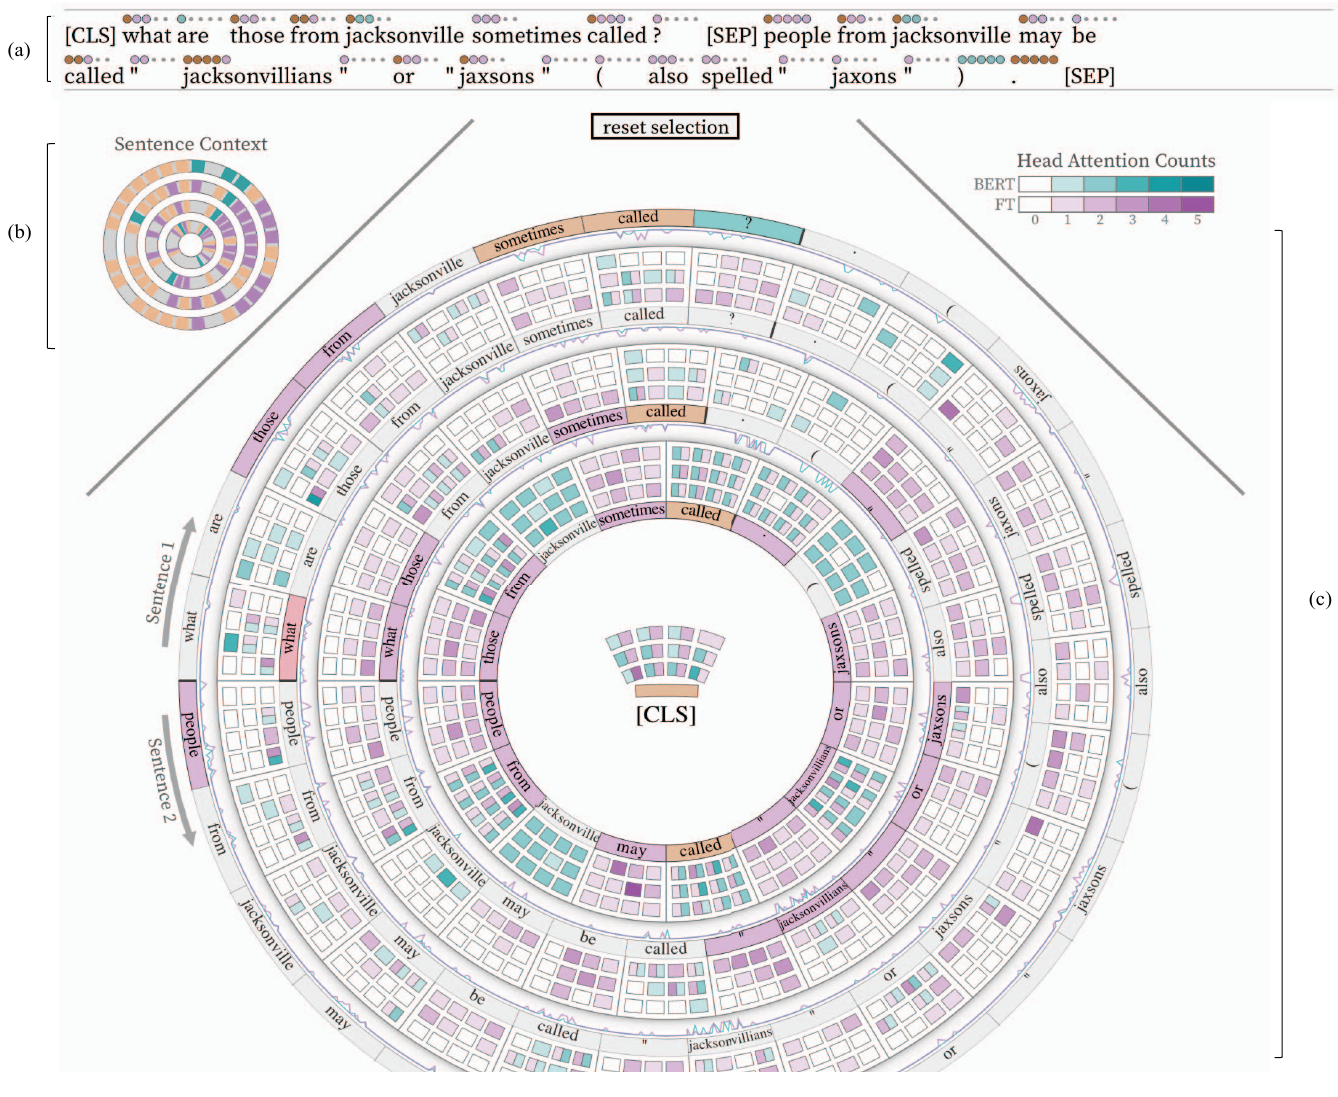 (a)
[CLS] what are those from jacksonville sometimes called ? [SEP] people from jacksonville may be
called " jacksonvillians " or " jaxsons " ( also spelled " jaxons " ) . [SEP]
reset selection
(b)
Sentence Context
Head Attention Counts
BERT
FT
0 1 2 3 4 5
(c)
Sentence 1
Sentence 2
what
are
those
from
jacksonville
sometimes
called
?
.
(
jaxsons
"
spelled
also
(
jaxsons
"
or
people
from
jacksonville
may
what
are
those
from
jacksonville
sometimes
called
?
.
(
"
jaxons
spelled
also
(
"
jaxsons
or
"
jacksonvillians
"
called
be
may
jacksonville
from
people
what
those
from
jacksonville
sometimes
called
.
(
"
spelled
also
jaxsons
or
"
jacksonvillians
"
called
be
may
jacksonville
from
people
those
from
jacksonville
sometimes
called
.
(
jaxsons
or
jacksonvillians
"
called
may
jacksonville
from
people
[CLS]